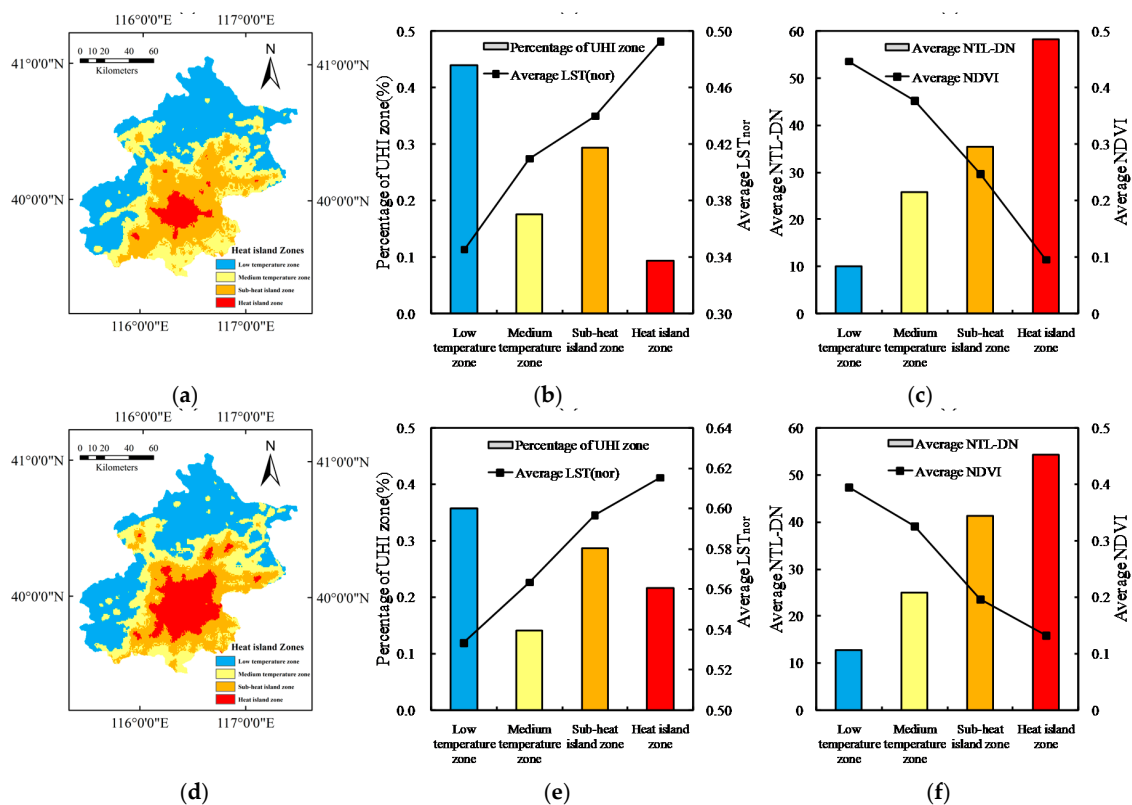 116°0'0"E 117°0'0"E
0 10 20 40 60
Kilometers
N
41°0'0"N 41°0'0"N
40°0'0"N 40°0'0"N
Heat island Zones
Low temperature zone
Medium temperature zone
Sub-heat island zone
Heat island zone
116°0'0"E 117°0'0"E
(a)
Percentage of UHI zone
Average LST(nor)
Percentage of UHI zone(%)
0.5
0.4
0.3
0.2
0.1
0.0
Average LSTnor
0.50
0.46
0.42
0.38
0.34
0.30
Low temperature zone
Medium temperature zone
Sub-heat island zone
Heat island zone
(b)
Average NTL-DN
Average NDVI
Average NTL-DN
60
50
40
30
20
10
0
Average NDVI
0.5
0.4
0.3
0.2
0.1
0
Low temperature zone
Medium temperature zone
Sub-heat island zone
Heat island zone
(c)
116°0'0"E 117°0'0"E
0 10 20 40 60
Kilometers
N
41°0'0"N 41°0'0"N
40°0'0"N 40°0'0"N
Heat island Zones
Low temperature zone
Medium temperature zone
Sub-heat island zone
Heat island zone
116°0'0"E 117°0'0"E
(d)
Percentage of UHI zone
Average LST(nor)
Percentage of UHI zone(%)
0.5
0.4
0.3
0.2
0.1
0.0
Average LSTnor
0.64
0.62
0.60
0.58
0.56
0.54
0.52
0.50
Low temperature zone
Medium temperature zone
Sub-heat island zone
Heat island zone
(e)
Average NTL-DN
Average NDVI
Average NTL-DN
60
50
40
30
20
10
0
Average NDVI
0.5
0.4
0.3
0.2
0.1
0
Low temperature zone
Medium temperature zone
Sub-heat island zone
Heat island zone
(f)